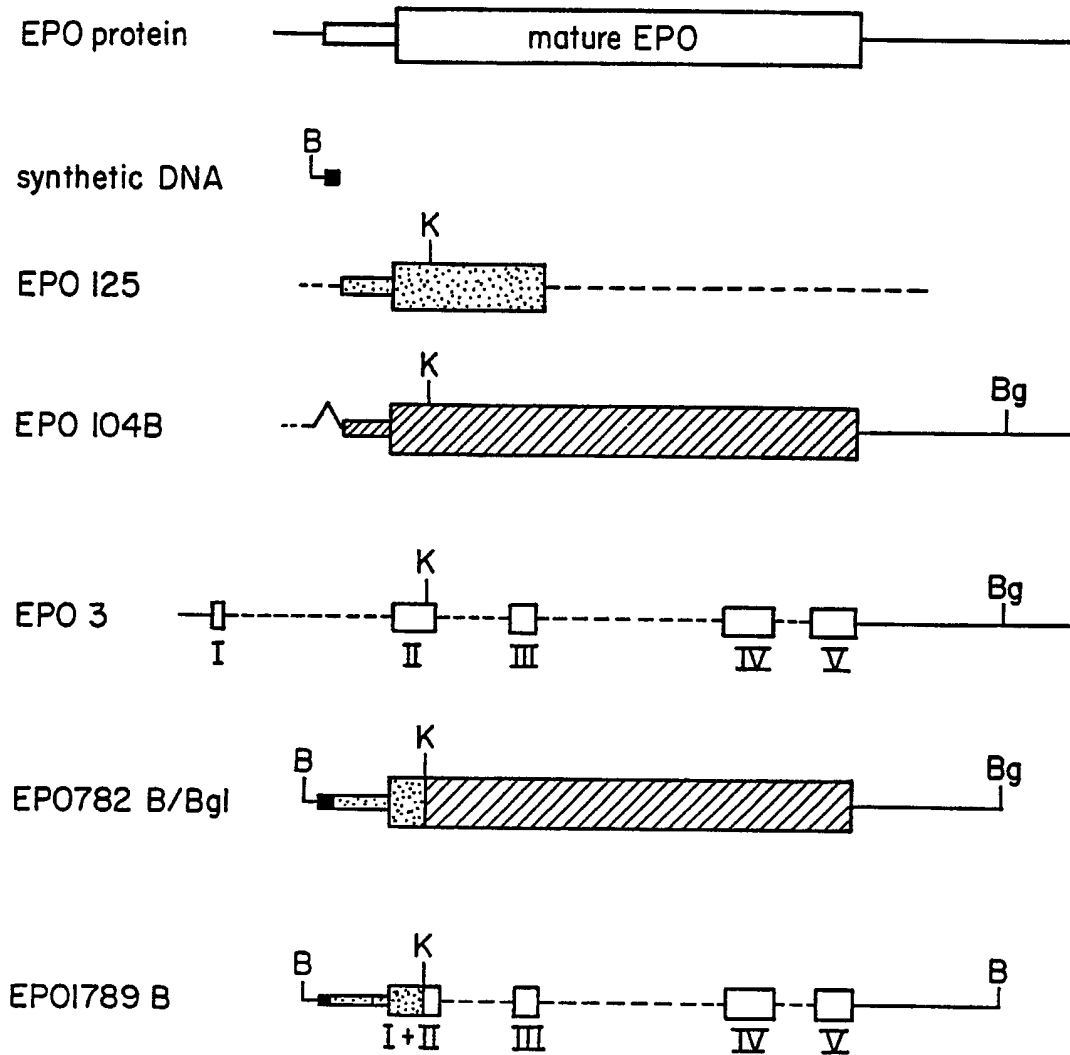 EPO protein
mature EPO
B
synthetic DNA
K
EPO 125
K
Bg
EPO 104B
K
Bg
EPO 3
I II III IV V
K
B
Bg
EPO782 B/Bgl
K
B
B
EPO1789 B
I+II III IV V